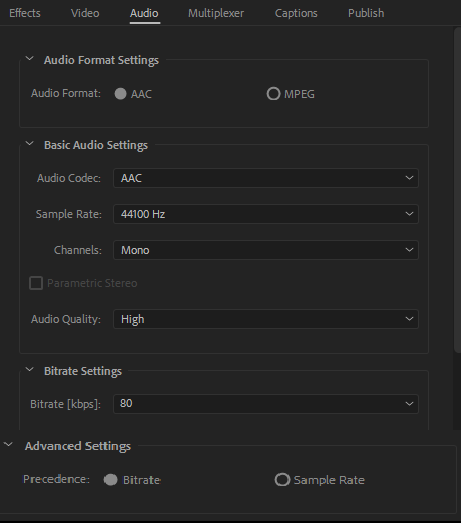 Effects Video Audio Multiplexer Captions Publish
Audio Format Settings
Audio Format: AAC MPEG
Basic Audio Settings
Audio Codec: AAC
Sample Rate: 44100 Hz
Channels: Mono
Parametric Stereo
Audio Quality: High
Bitrate Settings
Bitrate [kbps]: 80
Advanced Settings
Precedence: Bitrate Sample Rate